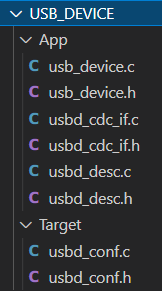 USB_DEVICE
App
C usb_device.c
C usb_device.h
C usbd_cdc_if.c
C usbd_cdc_if.h
C usbd_desc.c
C usbd_desc.h
Target
C usbd_conf.c
C usbd_conf.h